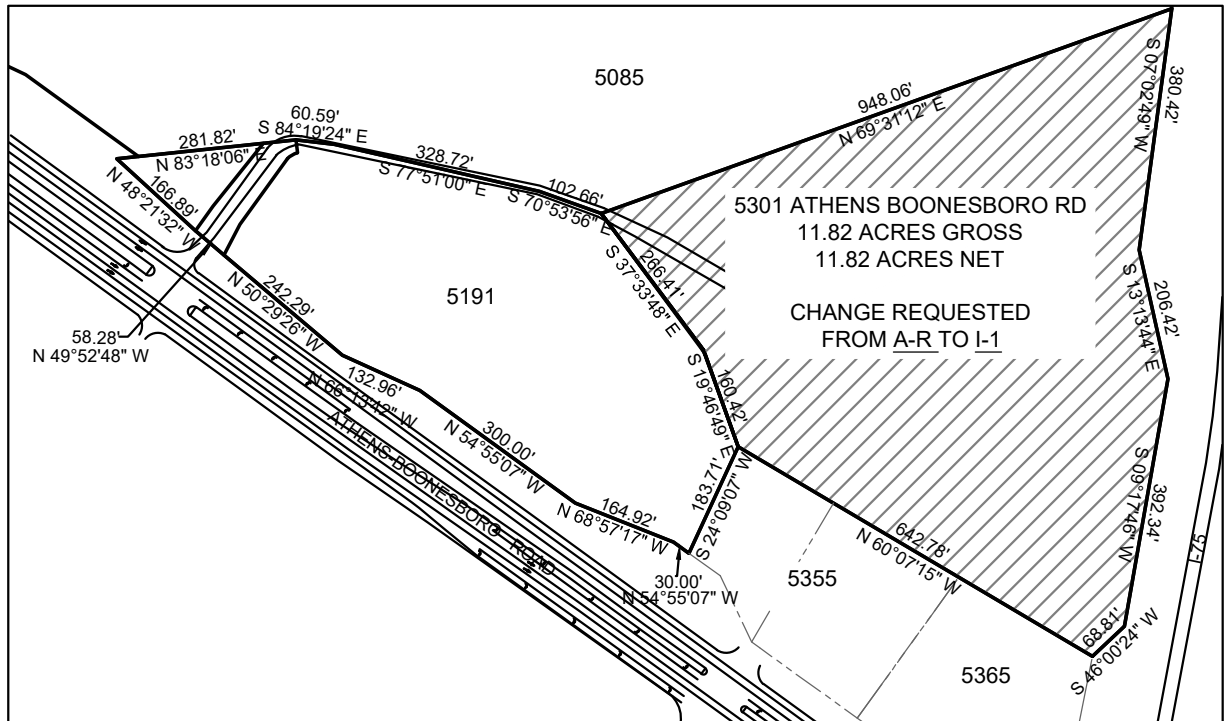 5085
948.06'
N 69°31'12" E
S 07°02'49" W
380.42'
60.59'
S 84°19'24" E
281.82'
N 83°18'06" E
328.72'
S 77°51'00" E
102.66'
S 70°53'56" E
166.89'
N 48°21'32" W
5301 ATHENS BOONESBORO RD
11.82 ACRES GROSS
11.82 ACRES NET
CHANGE REQUESTED
FROM A-R TO I-1
266.41'
S 37°33'48" E
206.42'
S 13°13'44" E
5191
242.29'
N 50°29'26" W
58.28'
N 49°52'48" W
160.42'
S 19°46'49" E
132.96'
N 66°13'42" W
300.00'
N 54°55'07" W
ATHENS-BOONESBORO ROAD
183.71'
S 24°09'07" W
164.92'
N 68°57'17" W
30.00'
N 54°55'07" W
642.78'
N 60°07'15" W
392.34'
S 09°17'46" W
I-75
5355
68.81'
S 46°00'24" W
5365